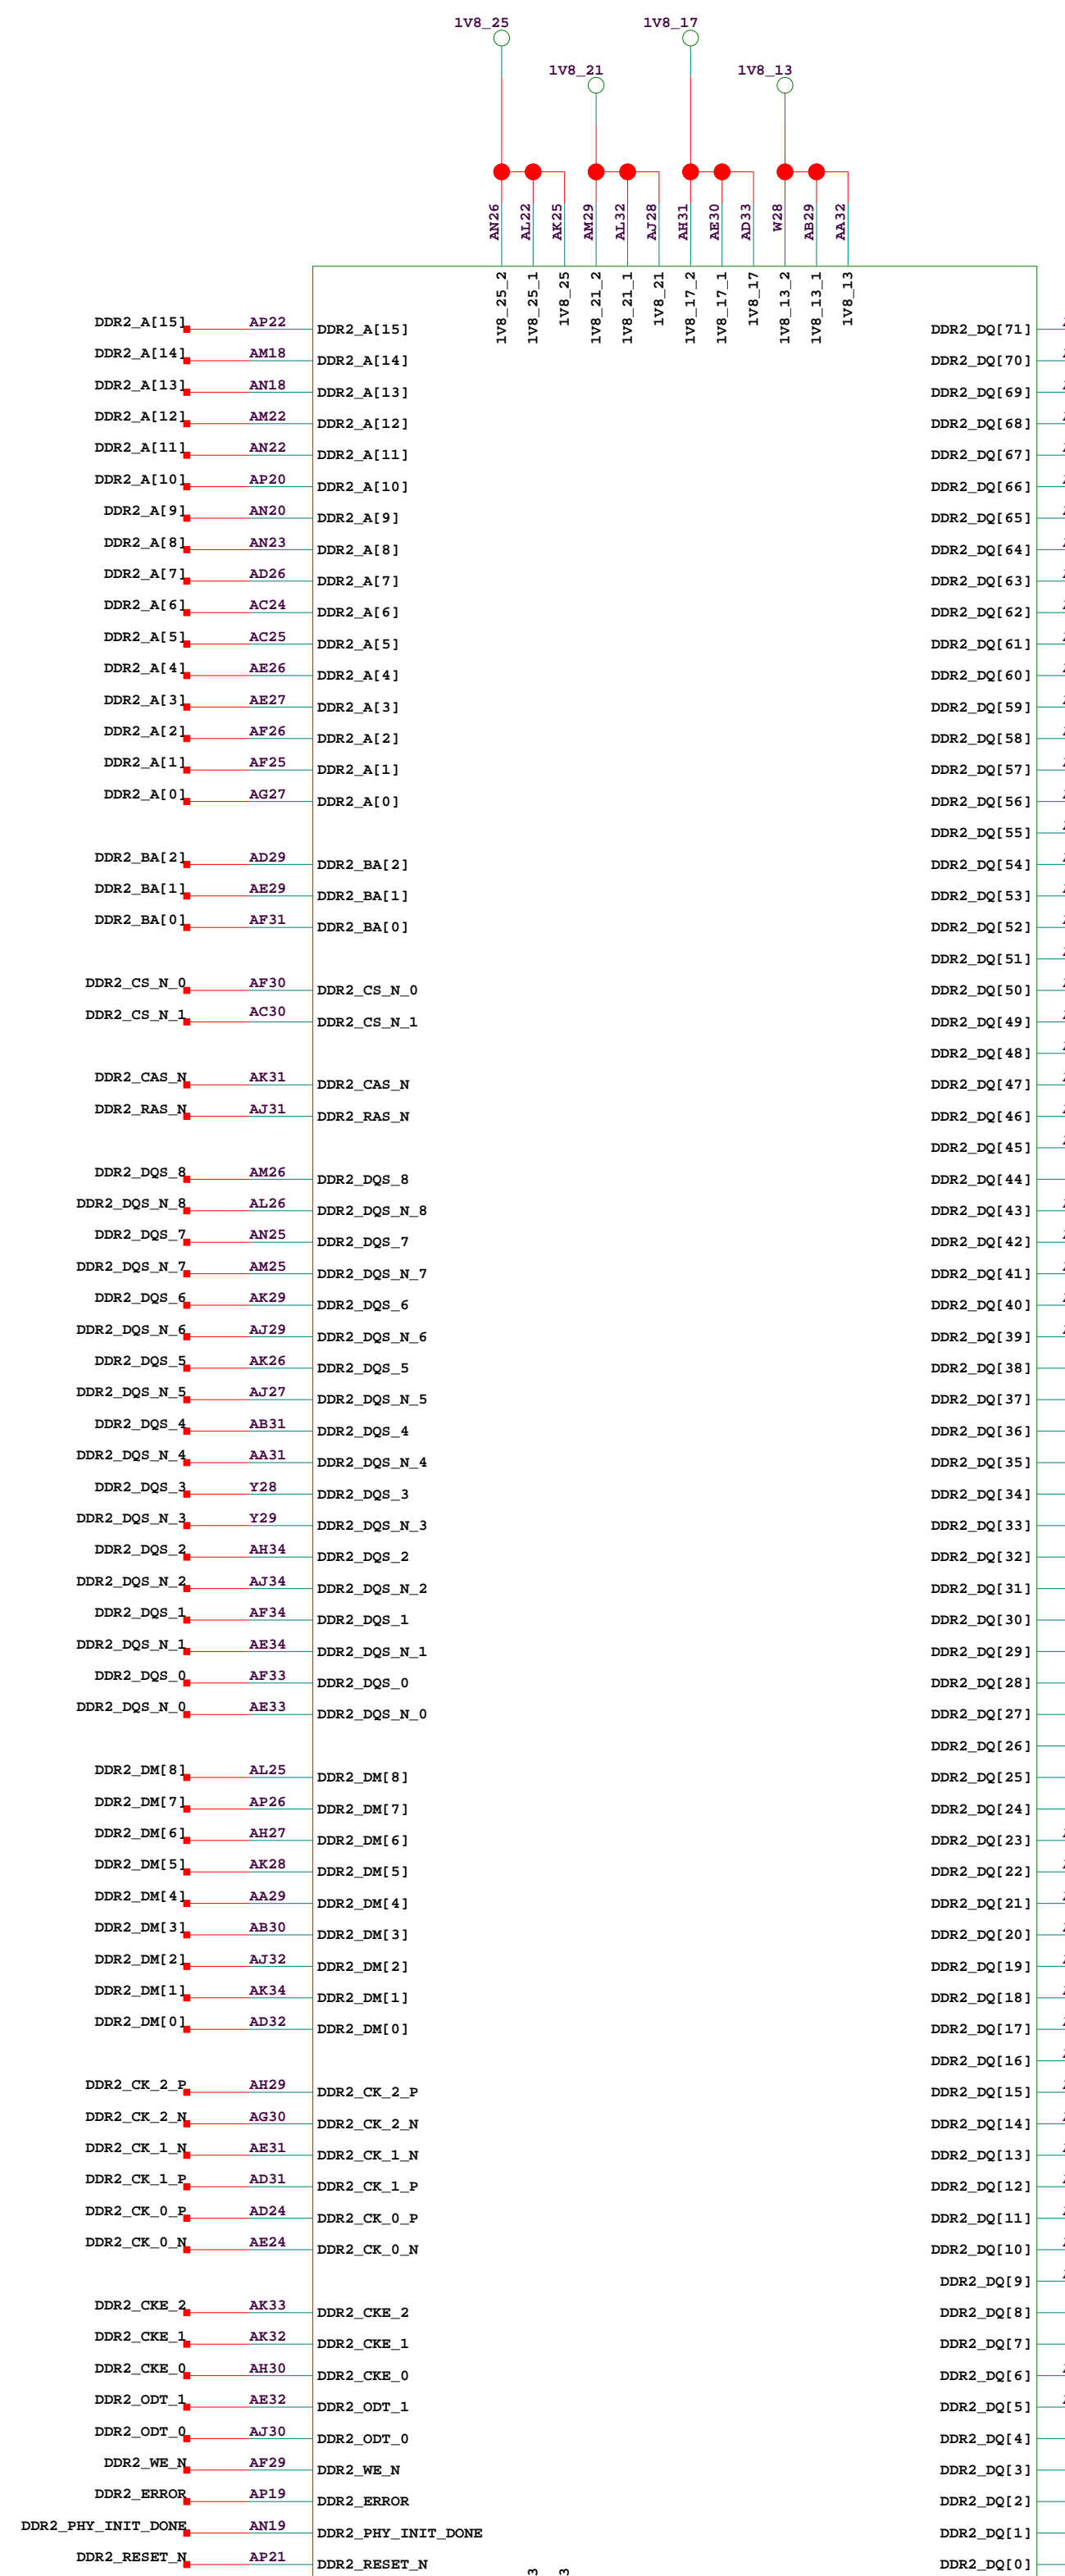 1V8_25
1V8_17
1V8_21
1V8_13
AN26 AL22 AK25 AM29 AL32 AJ28 AH31 AE30 AD33 W28 AB29 AA32
1V8_25_2 1V8_25_1 1V8_25 1V8_21_2 1V8_21_1 1V8_21 1V8_17_2 1V8_17_1 1V8_17 1V8_13_2 1V8_13_1 1V8_13
DDR2_A[15] AP22 DDR2_A[15] DDR2_DQ[71]
DDR2_A[14] AM18 DDR2_A[14] DDR2_DQ[70]
DDR2_A[13] AN18 DDR2_A[13] DDR2_DQ[69]
DDR2_A[12] AM22 DDR2_A[12] DDR2_DQ[68]
DDR2_A[11] AN22 DDR2_A[11] DDR2_DQ[67]
DDR2_A[10] AP20 DDR2_A[10] DDR2_DQ[66]
DDR2_A[9] AN20 DDR2_A[9] DDR2_DQ[65]
DDR2_A[8] AN23 DDR2_A[8] DDR2_DQ[64]
DDR2_A[7] AD26 DDR2_A[7] DDR2_DQ[63]
DDR2_A[6] AC24 DDR2_A[6] DDR2_DQ[62]
DDR2_A[5] AC25 DDR2_A[5] DDR2_DQ[61]
DDR2_A[4] AE26 DDR2_A[4] DDR2_DQ[60]
DDR2_A[3] AE27 DDR2_A[3] DDR2_DQ[59]
DDR2_A[2] AF26 DDR2_A[2] DDR2_DQ[58]
DDR2_A[1] AF25 DDR2_A[1] DDR2_DQ[57]
DDR2_A[0] AG27 DDR2_A[0] DDR2_DQ[56]
DDR2_DQ[55]
DDR2_BA[2] AD29 DDR2_BA[2] DDR2_DQ[54]
DDR2_BA[1] AE29 DDR2_BA[1] DDR2_DQ[53]
DDR2_BA[0] AF31 DDR2_BA[0] DDR2_DQ[52]
DDR2_DQ[51]
DDR2_CS_N_0 AF30 DDR2_CS_N_0 DDR2_DQ[50]
DDR2_CS_N_1 AC30 DDR2_CS_N_1 DDR2_DQ[49]
DDR2_DQ[48]
DDR2_CAS_N AK31 DDR2_CAS_N DDR2_DQ[47]
DDR2_RAS_N AJ31 DDR2_RAS_N DDR2_DQ[46]
DDR2_DQ[45]
DDR2_DQS_8 AM26 DDR2_DQS_8 DDR2_DQ[44]
DDR2_DQS_N_8 AL26 DDR2_DQS_N_8 DDR2_DQ[43]
DDR2_DQS_7 AN25 DDR2_DQS_7 DDR2_DQ[42]
DDR2_DQS_N_7 AM25 DDR2_DQS_N_7 DDR2_DQ[41]
DDR2_DQS_6 AK29 DDR2_DQS_6 DDR2_DQ[40]
DDR2_DQS_N_6 AJ29 DDR2_DQS_N_6 DDR2_DQ[39]
DDR2_DQS_5 AK26 DDR2_DQS_5 DDR2_DQ[38]
DDR2_DQS_N_5 AJ27 DDR2_DQS_N_5 DDR2_DQ[37]
DDR2_DQS_4 AB31 DDR2_DQS_4 DDR2_DQ[36]
DDR2_DQS_N_4 AA31 DDR2_DQS_N_4 DDR2_DQ[35]
DDR2_DQS_3 Y28 DDR2_DQS_3 DDR2_DQ[34]
DDR2_DQS_N_3 Y29 DDR2_DQS_N_3 DDR2_DQ[33]
DDR2_DQS_2 AH34 DDR2_DQS_2 DDR2_DQ[32]
DDR2_DQS_N_2 AJ34 DDR2_DQS_N_2 DDR2_DQ[31]
DDR2_DQS_1 AF34 DDR2_DQS_1 DDR2_DQ[30]
DDR2_DQS_N_1 AE34 DDR2_DQS_N_1 DDR2_DQ[29]
DDR2_DQS_0 AF33 DDR2_DQS_0 DDR2_DQ[28]
DDR2_DQS_N_0 AE33 DDR2_DQS_N_0 DDR2_DQ[27]
DDR2_DQ[26]
DDR2_DM[8] AL25 DDR2_DM[8] DDR2_DQ[25]
DDR2_DM[7] AP26 DDR2_DM[7] DDR2_DQ[24]
DDR2_DM[6] AH27 DDR2_DM[6] DDR2_DQ[23]
DDR2_DM[5] AK28 DDR2_DM[5] DDR2_DQ[22]
DDR2_DM[4] AA29 DDR2_DM[4] DDR2_DQ[21]
DDR2_DM[3] AB30 DDR2_DM[3] DDR2_DQ[20]
DDR2_DM[2] AJ32 DDR2_DM[2] DDR2_DQ[19]
DDR2_DM[1] AK34 DDR2_DM[1] DDR2_DQ[18]
DDR2_DM[0] AD32 DDR2_DM[0] DDR2_DQ[17]
DDR2_DQ[16]
DDR2_CK_2_P AH29 DDR2_CK_2_P DDR2_DQ[15]
DDR2_CK_2_N AG30 DDR2_CK_2_N DDR2_DQ[14]
DDR2_CK_1_N AE31 DDR2_CK_1_N DDR2_DQ[13]
DDR2_CK_1_P AD31 DDR2_CK_1_P DDR2_DQ[12]
DDR2_CK_0_P AD24 DDR2_CK_0_P DDR2_DQ[11]
DDR2_CK_0_N AE24 DDR2_CK_0_N DDR2_DQ[10]
DDR2_DQ[9]
DDR2_CKE_2 AK33 DDR2_CKE_2 DDR2_DQ[8]
DDR2_CKE_1 AK32 DDR2_CKE_1 DDR2_DQ[7]
DDR2_CKE_0 AH30 DDR2_CKE_0 DDR2_DQ[6]
DDR2_ODT_1 AE32 DDR2_ODT_1 DDR2_DQ[5]
DDR2_ODT_0 AJ30 DDR2_ODT_0 DDR2_DQ[4]
DDR2_WE_N AF29 DDR2_WE_N DDR2_DQ[3]
DDR2_ERROR AP19 DDR2_ERROR DDR2_DQ[2]
DDR2_PHY_INIT_DONE AN19 DDR2_PHY_INIT_DONE DDR2_DQ[1]
DDR2_RESET_N AP21 DDR2_RESET_N DDR2_DQ[0]
3 3